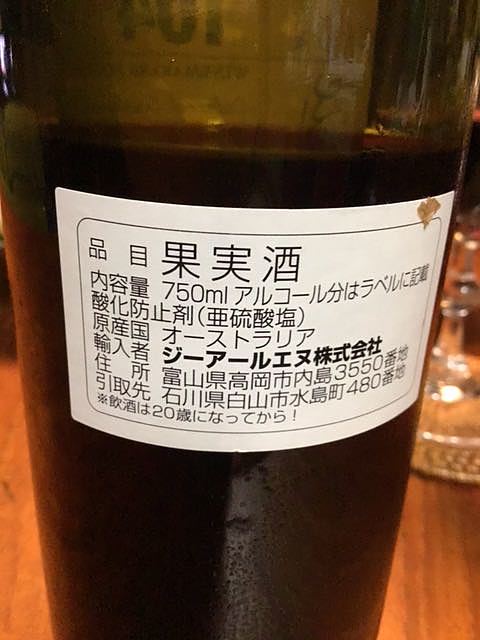 品目 果実酒
内容量 750ml アルコール分はラベルに記載
酸化防止剤(亜硫酸塩)
原産国 オーストラリア
輸入者 ジーアールエヌ株式会社
住所 富山県高岡市内島3550番地
引取先 石川県白山市水島町480番地
※飲酒は20歳になってから!